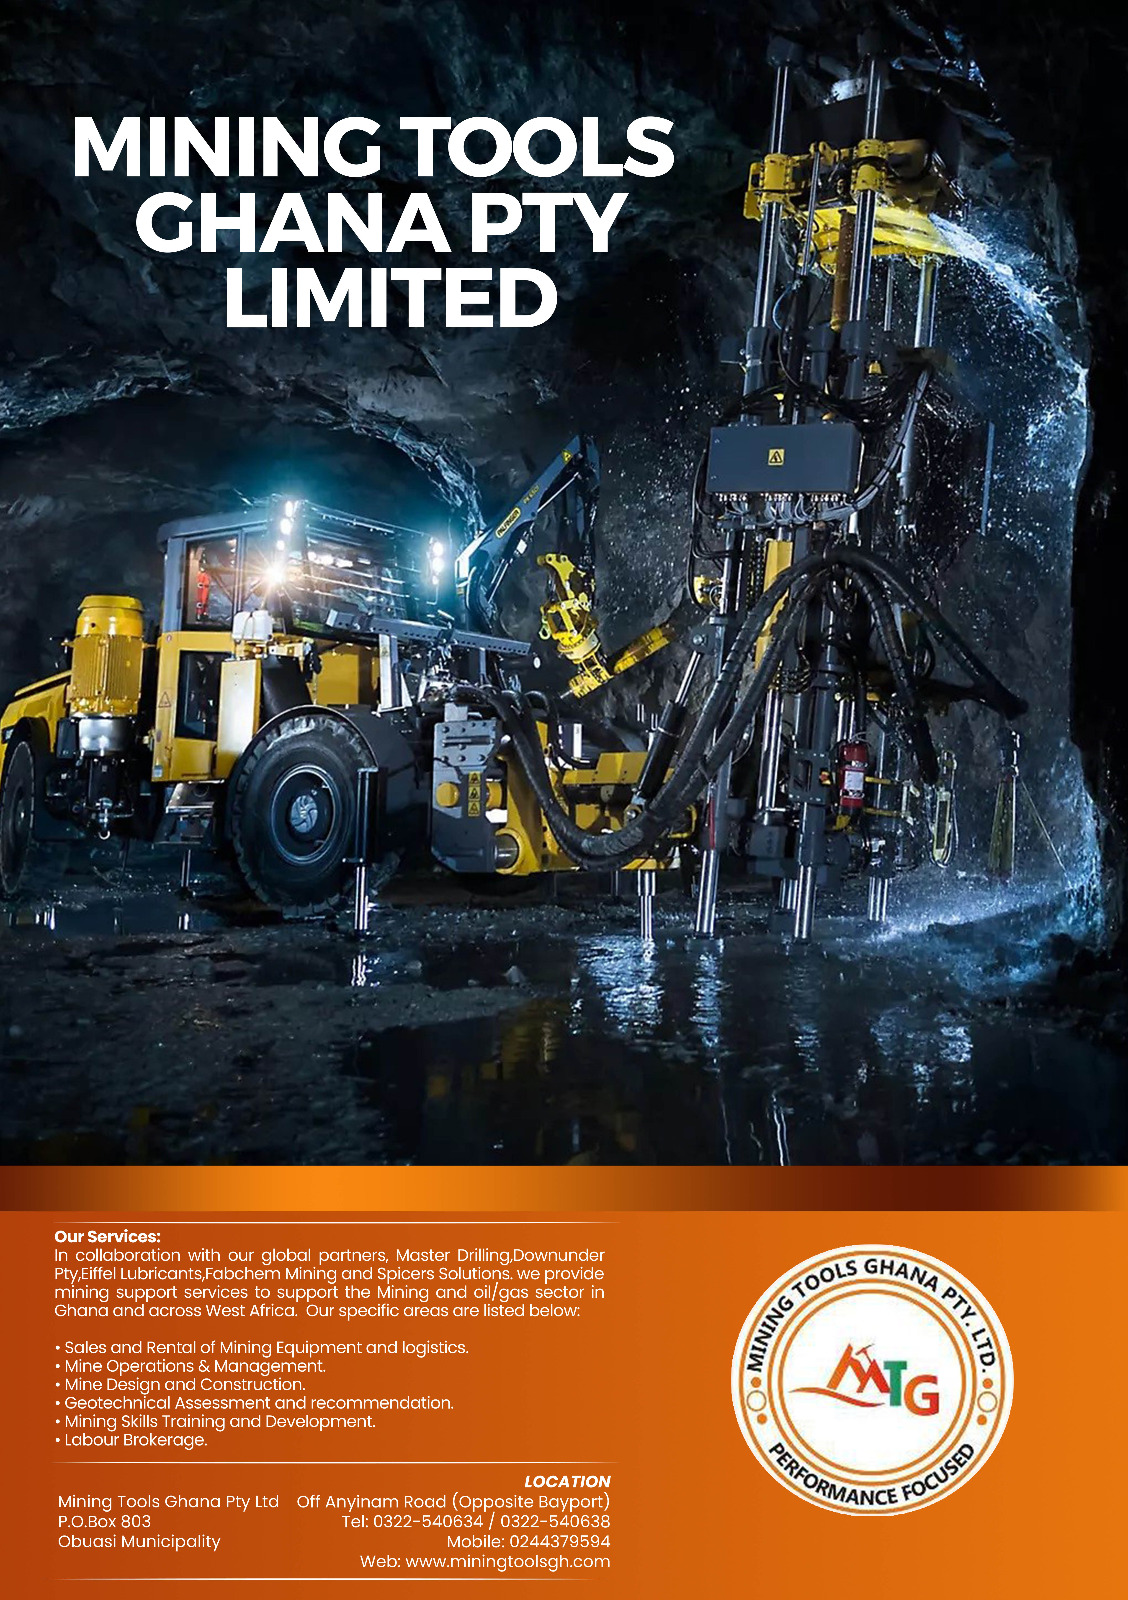 MINING TOOLS
GHANA PTY
LIMITED
Our Services:
In collaboration with our global partners, Master Drilling,Downunder
Pty,Eiffel Lubricants,Fabchem Mining and Spicers Solutions. we provide
mining support services to support the Mining and oil/gas sector in
Ghana and across West Africa.  Our specific areas are listed below:
• Sales and Rental of Mining Equipment and logistics.
• Mine Operations & Management.
• Mine Design and Construction.
• Geotechnical Assessment and recommendation.
• Mining Skills Training and Development.
• Labour Brokerage.
Mining Tools Ghana Pty Ltd
P.O.Box 803
Obuasi Municipality
LOCATION
Off Anyinam Road (Opposite Bayport)
Tel: 0322-540634 / 0322-540638
Mobile: 0244379594
Web: www.miningtoolsgh.com
MINING TOOLS GHANA PTY. LTD.
MTG
PERFORMANCE FOCUSED